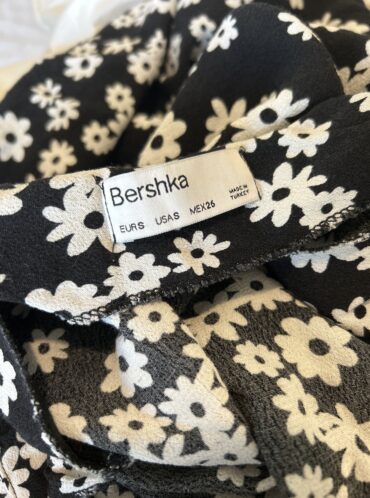 Bershka
EUR S USA S MEX 26
MADE IN
TURKEY